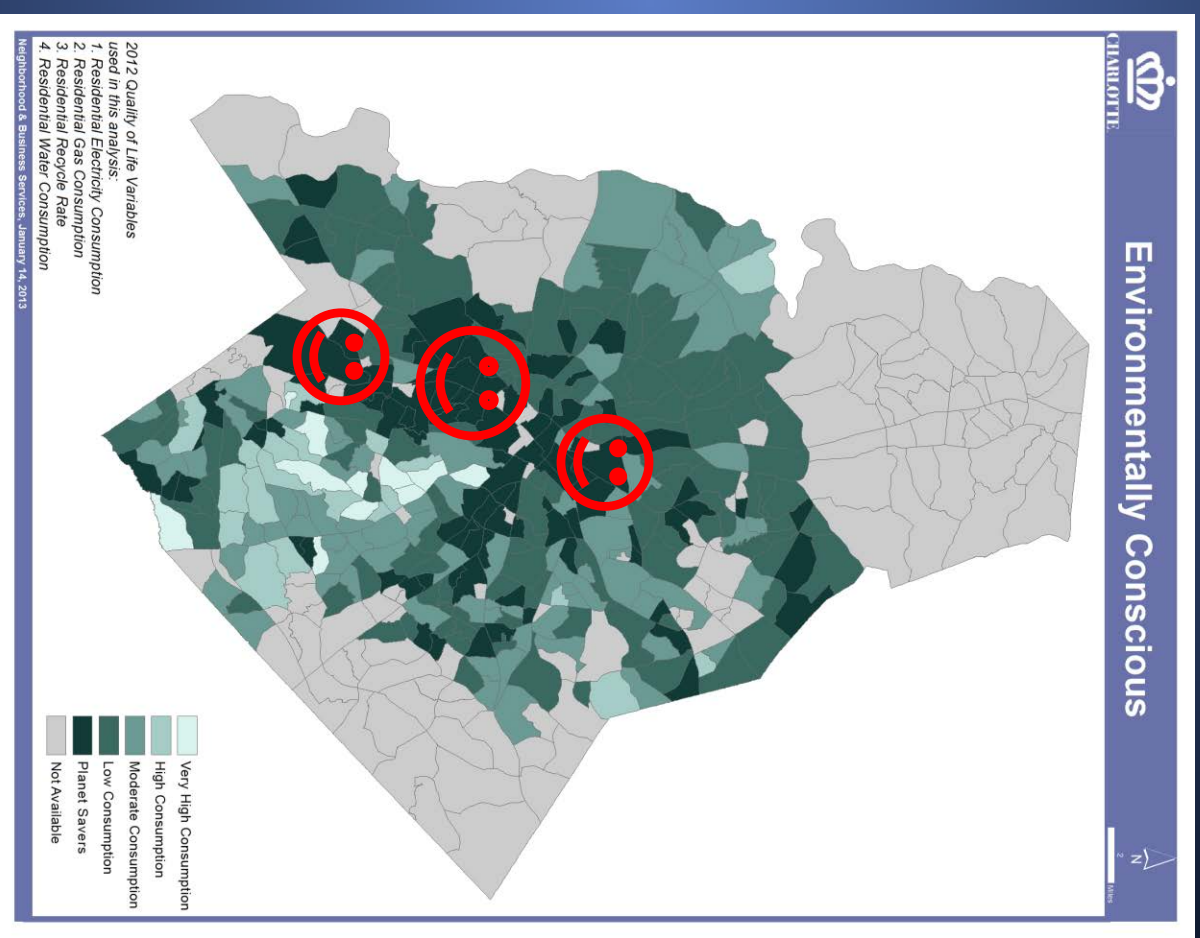 CHARLOTTE
Environmentally Conscious
N
2
Miles
2012 Quality of Life Variables
used in this analysis:
1. Residential Electricity Consumption
2. Residential Gas Consumption
3. Residential Recycle Rate
4. Residential Water Consumption
Very High Consumption
High Consumption
Moderate Consumption
Low Consumption
Planet Savers
Not Available
Neighborhood & Business Services, January 14, 2013